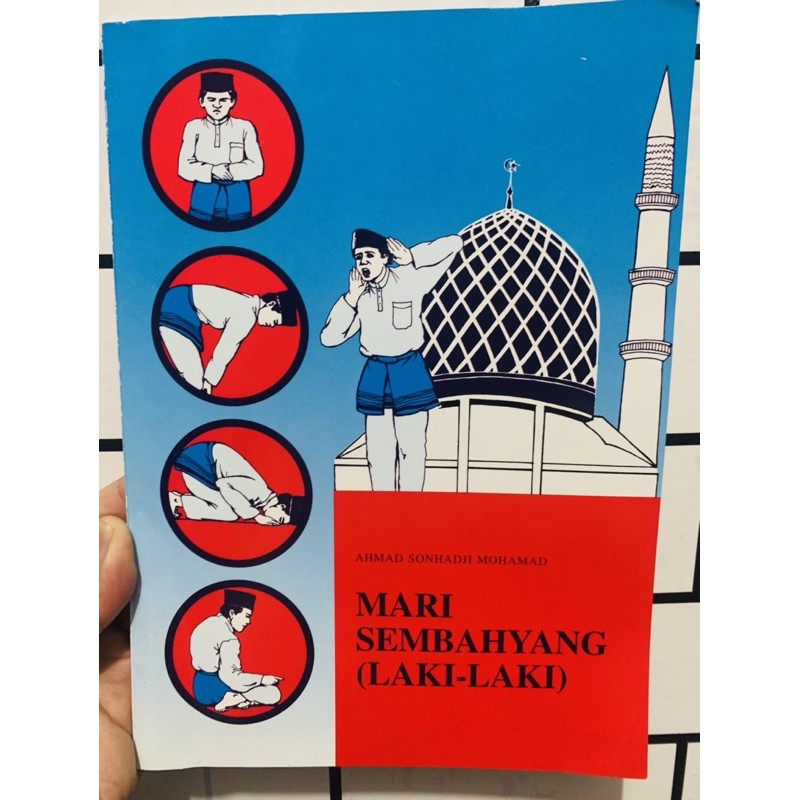 AHMAD SONHADJI MOHAMAD
MARI
SEMBAHYANG
(LAKI-LAKI)